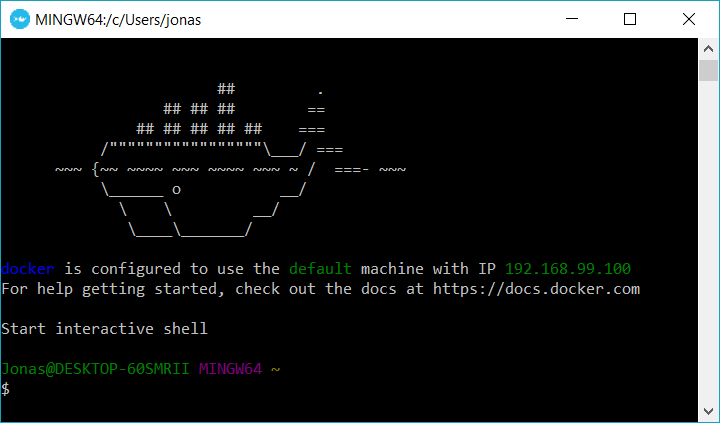 MINGW64:/c/Users/jonas
                        ##         .
                  ## ## ##        ==
               ## ## ## ## ##    ===
           /"""""""""""""""""\___/ ===
      ~~~ {~~ ~~~~ ~~~ ~~~~ ~~~ ~ /  ===- ~~~
           \______ o           __/
             \    \         __/
              \____\_______/
docker is configured to use the default machine with IP 192.168.99.100
For help getting started, check out the docs at https://docs.docker.com
Start interactive shell
Jonas@DESKTOP-60SMRII MINGW64 ~
$